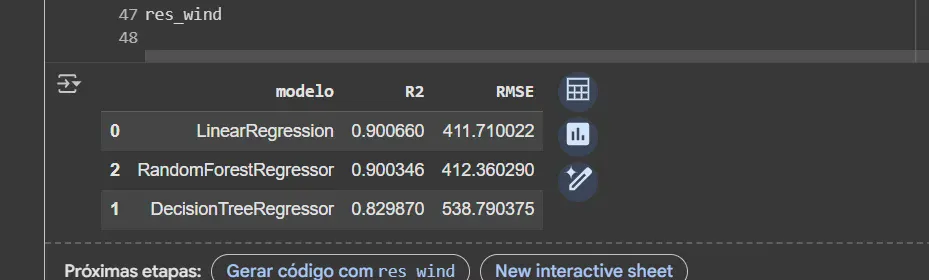 47 res_wind
48
modelo R2 RMSE
0 LinearRegression 0.900660 411.710022
2 RandomForestRegressor 0.900346 412.360290
1 DecisionTreeRegressor 0.829870 538.790375
Próximas etapas: Gerar código com res_wind New interactive sheet